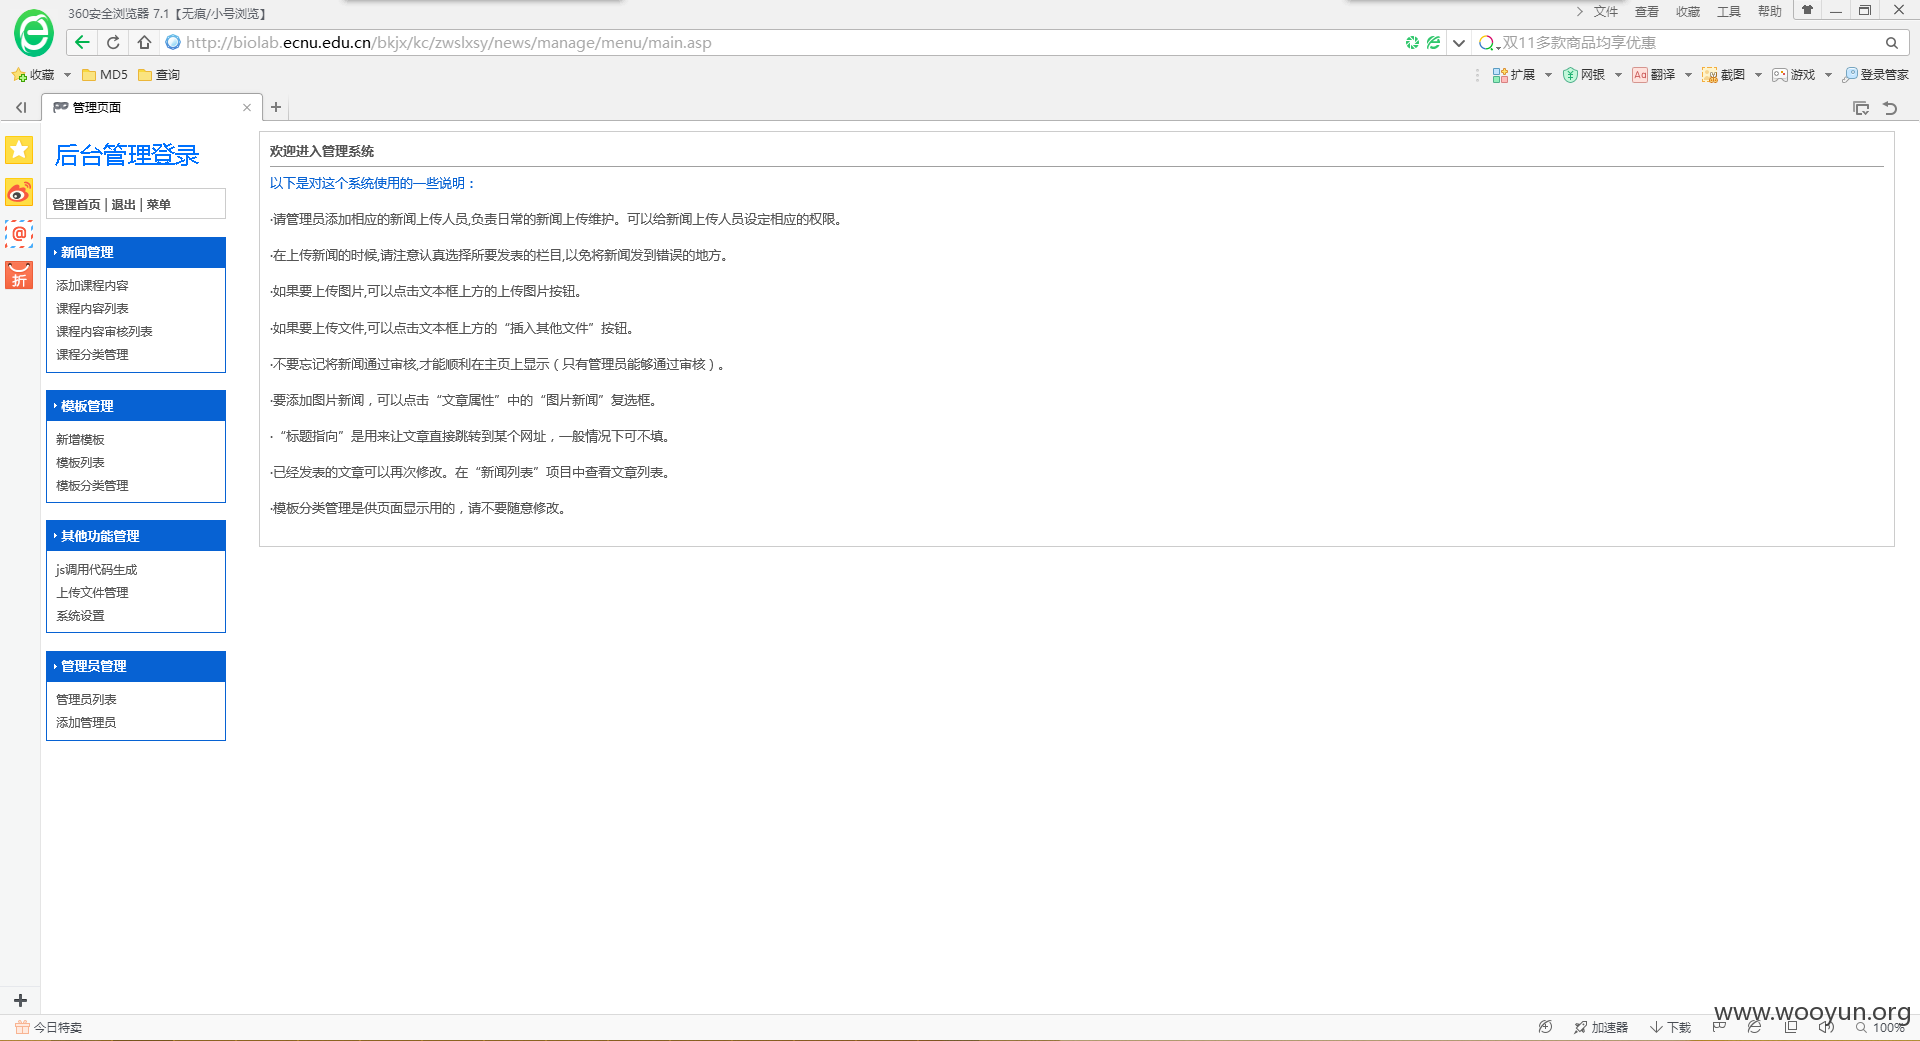 360安全浏览器 7.1【无痕/小号浏览】
文件 查看 收藏 工具 帮助
http://biolab.ecnu.edu.cn/bkjx/kc/zwslxsy/news/manage/menu/main.asp
双11多款商品均享优惠
收藏 MD5 查询
扩展 网银 翻译 截图 游戏 登录管家
管理页面
后台管理登录
管理首页 | 退出 | 菜单
新闻管理
添加课程内容
课程内容列表
课程内容审核列表
课程分类管理
模板管理
新增模板
模板列表
模板分类管理
其他功能管理
js调用代码生成
上传文件管理
系统设置
管理员管理
管理员列表
添加管理员
欢迎进入管理系统
以下是对这个系统使用的一些说明：
·请管理员添加相应的新闻上传人员,负责日常的新闻上传维护。可以给新闻上传人员设定相应的权限。
·在上传新闻的时候,请注意认真选择所要发表的栏目,以免将新闻发到错误的地方。
·如果要上传图片,可以点击文本框上方的上传图片按钮。
·如果要上传文件,可以点击文本框上方的“插入其他文件”按钮。
·不要忘记将新闻通过审核,才能顺利在主页上显示（只有管理员能够通过审核）。
·要添加图片新闻，可以点击“文章属性”中的“图片新闻”复选框。
·“标题指向”是用来让文章直接跳转到某个网址，一般情况下可不填。
·已经发表的文章可以再次修改。在“新闻列表”项目中查看文章列表。
·模板分类管理是供页面显示用的，请不要随意修改。
折
今日特卖
加速器 下载 100%
www.wooyun.org